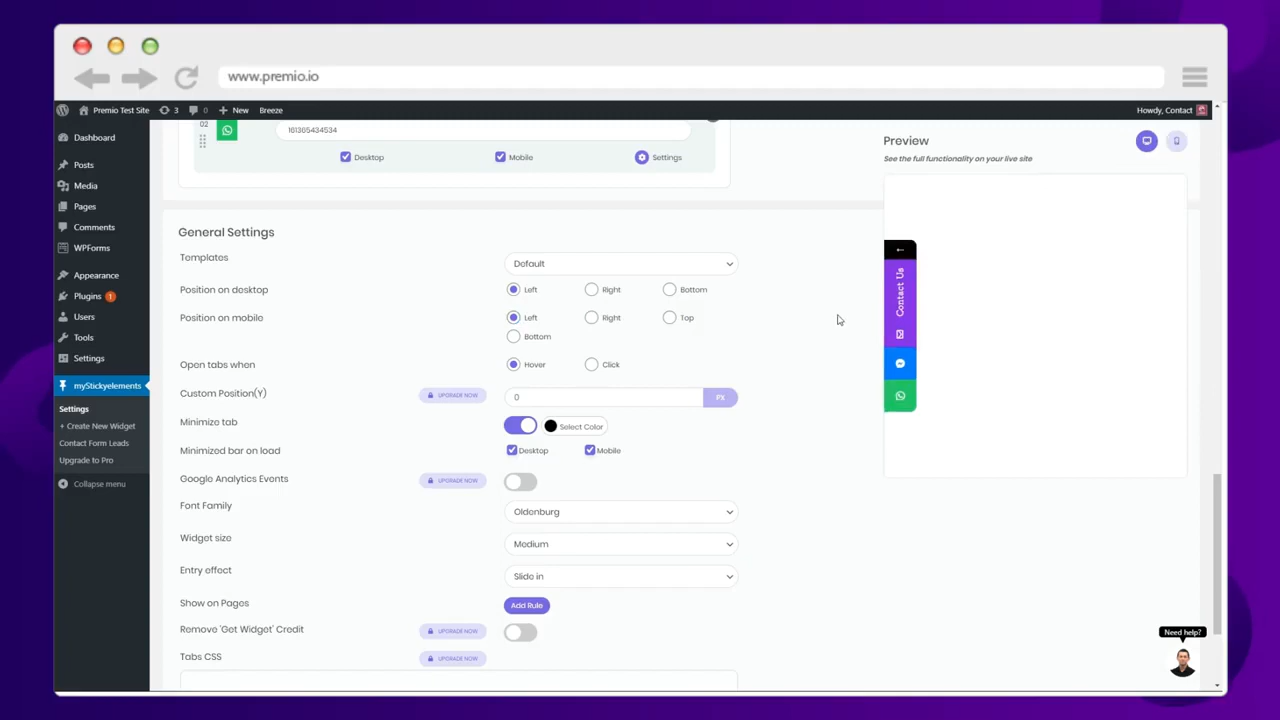 www.premio.io
Premio Test Site
3
0
New
Breeze
Howdy, Contact
Dashboard
Posts
Media
Pages
Comments
WPForms
Appearance
Plugins 1
Users
Tools
Settings
myStickyelements
Settings
+ Create New Widget
Contact Form Leads
Upgrade to Pro
Collapse menu
02
161365434534
Desktop
Mobile
Settings
General Settings
Templates
Default
Position on desktop
Left
Right
Bottom
Position on mobile
Left
Right
Top
Bottom
Open tabs when
Hover
Click
Custom Position(Y)
UPGRADE NOW
0
PX
Minimize tab
Select Color
Minimized bar on load
Desktop
Mobile
Google Analytics Events
UPGRADE NOW
Font Family
Oldenburg
Widget size
Medium
Entry effect
Slide in
Show on Pages
Add Rule
Remove 'Get Widget' Credit
UPGRADE NOW
Tabs CSS
UPGRADE NOW
Preview
See the full functionality on your live site
Contact Us
Need help?